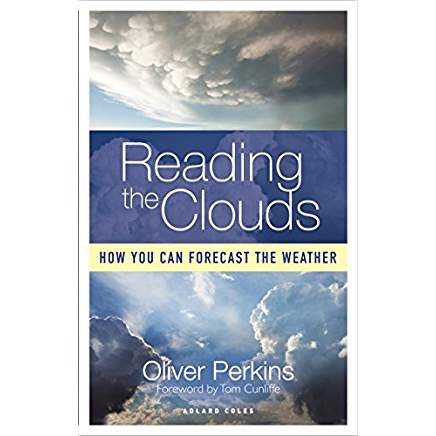 Reading
the Clouds
HOW YOU CAN FORECAST THE WEATHER
Oliver Perkins
Foreword by Tom Cunliffe
ADLARD COLES